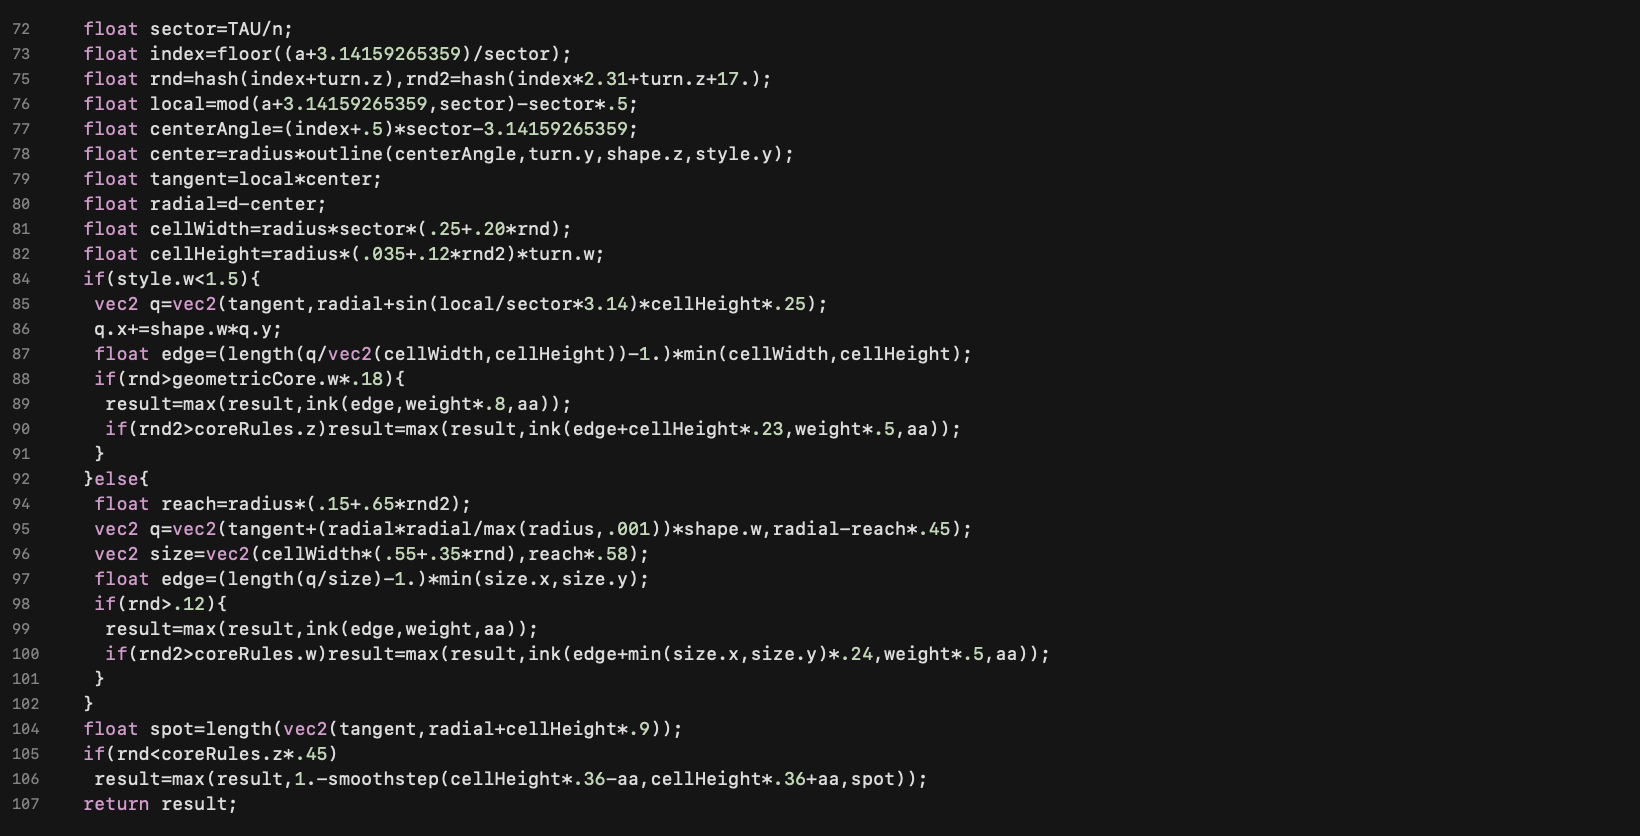 72 float sector=TAU/n;
73 float index=floor((a+3.14159265359)/sector);
75 float rnd=hash(index+turn.z),rnd2=hash(index*2.31+turn.z+17.);
76 float local=mod(a+3.14159265359,sector)-sector*.5;
77 float centerAngle=(index+.5)*sector-3.14159265359;
78 float center=radius*outline(centerAngle,turn.y,shape.z,style.y);
79 float tangent=local*center;
80 float radial=d-center;
81 float cellWidth=radius*sector*(.25+.20*rnd);
82 float cellHeight=radius*(.035+.12*rnd2)*turn.w;
84 if(style.w<1.5){
85 vec2 q=vec2(tangent,radial+sin(local/sector*3.14)*cellHeight*.25);
86 q.x+=shape.w*q.y;
87 float edge=(length(q/vec2(cellWidth,cellHeight))-1.)*min(cellWidth,cellHeight);
88 if(rnd>geometricCore.w*.18){
89 result=max(result,ink(edge,weight*.8,aa));
90 if(rnd2>coreRules.z)result=max(result,ink(edge+cellHeight*.23,weight*.5,aa));
91 }
92 }else{
94 float reach=radius*(.15+.65*rnd2);
95 vec2 q=vec2(tangent+(radial*radial/max(radius,.001))*shape.w,radial-reach*.45);
96 vec2 size=vec2(cellWidth*(.55+.35*rnd),reach*.58);
97 float edge=(length(q/size)-1.)*min(size.x,size.y);
98 if(rnd>.12){
99 result=max(result,ink(edge,weight,aa));
100 if(rnd2>coreRules.w)result=max(result,ink(edge+min(size.x,size.y)*.24,weight*.5,aa));
101 }
102 }
104 float spot=length(vec2(tangent,radial+cellHeight*.9));
105 if(rnd<coreRules.z*.45)
106 result=max(result,1.-smoothstep(cellHeight*.36-aa,cellHeight*.36+aa,spot));
107 return result;